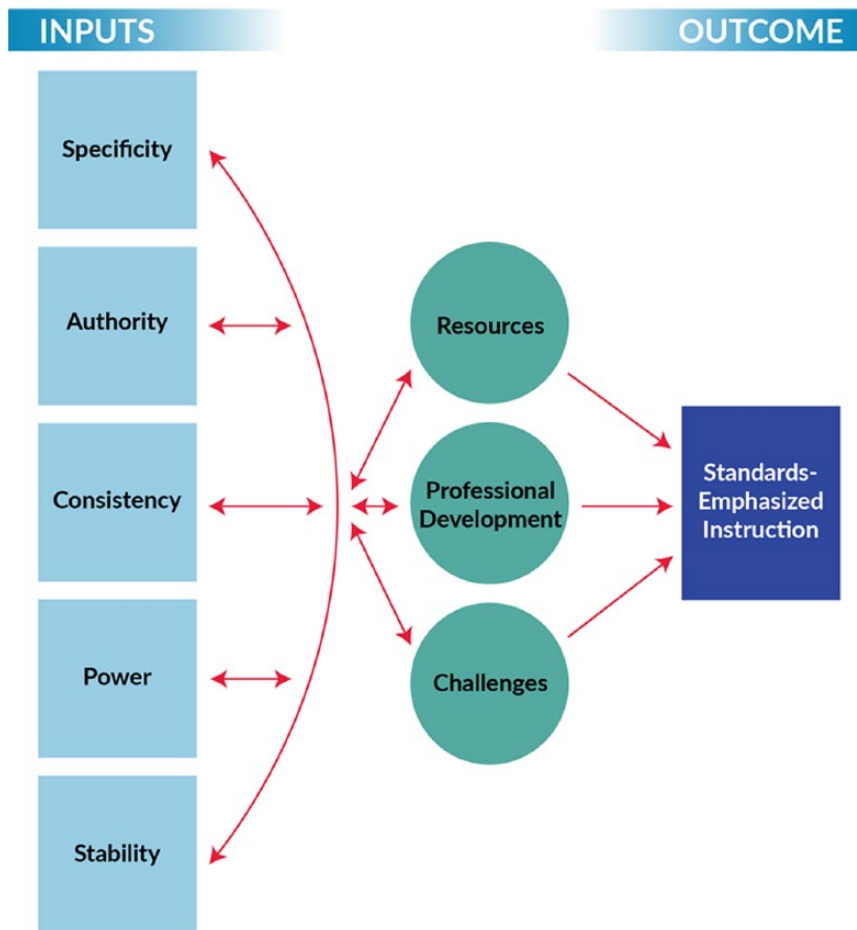 INPUTS
OUTCOME
Specificity
Authority
Consistency
Power
Stability
Resources
Professional
Development
Challenges
Standards-
Emphasized
Instruction